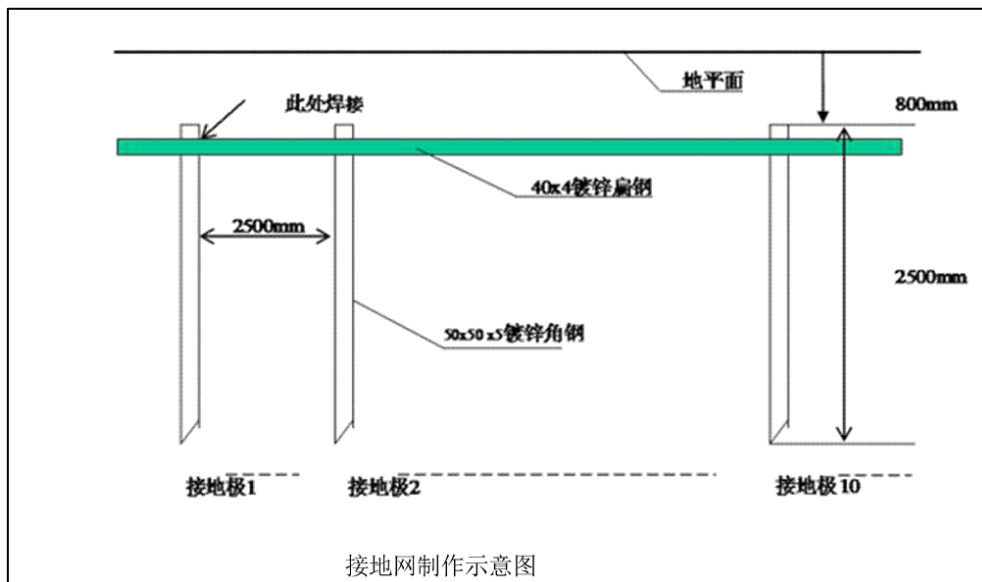 地平面
此处焊接
800mm
40x4镀锌扁钢
2500mm
2500mm
50x50 x5镀锌角钢
接地极1
接地极2
接地极10
接地网制作示意图